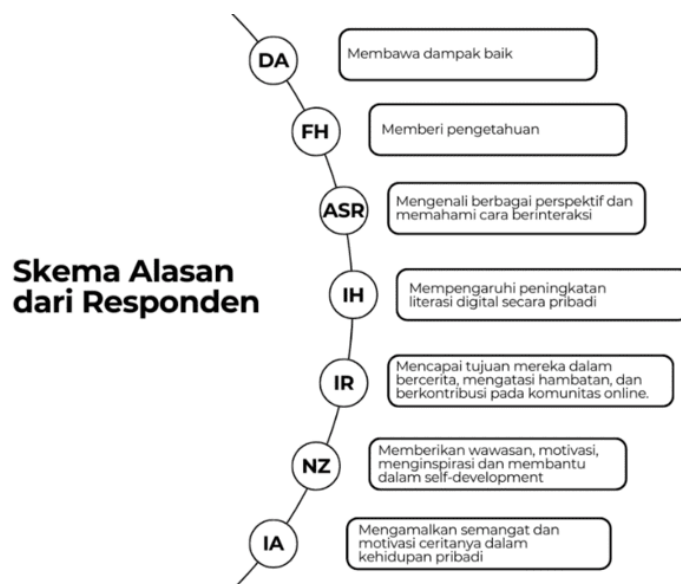 DA
Membawa dampak baik
FH
Memberi pengetahuan
ASR
Mengenali berbagai perspektif dan
memahami cara berinteraksi
Skema Alasan
dari Responden
IH
Mempengaruhi peningkatan
literasi digital secara pribadi
IR
Mencapai tujuan mereka dalam
bercerita, mengatasi hambatan, dan
berkontribusi pada komunitas online.
NZ
Memberikan wawasan, motivasi,
menginspirasi dan membantu
dalam self-development
IA
Mengamalkan semangat dan
motivasi ceritanya dalam
kehidupan pribadi